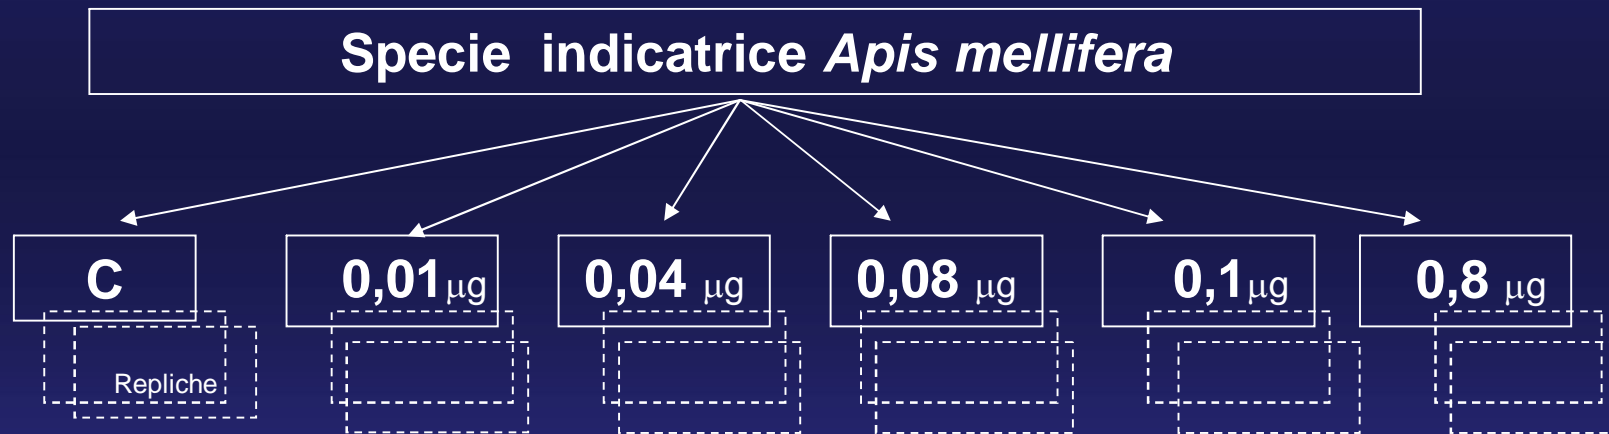 Specie indicatrice Apis mellifera
C
0,01μg
0,04 μg
0,08 μg
0,1μg
0,8 μg
Repliche